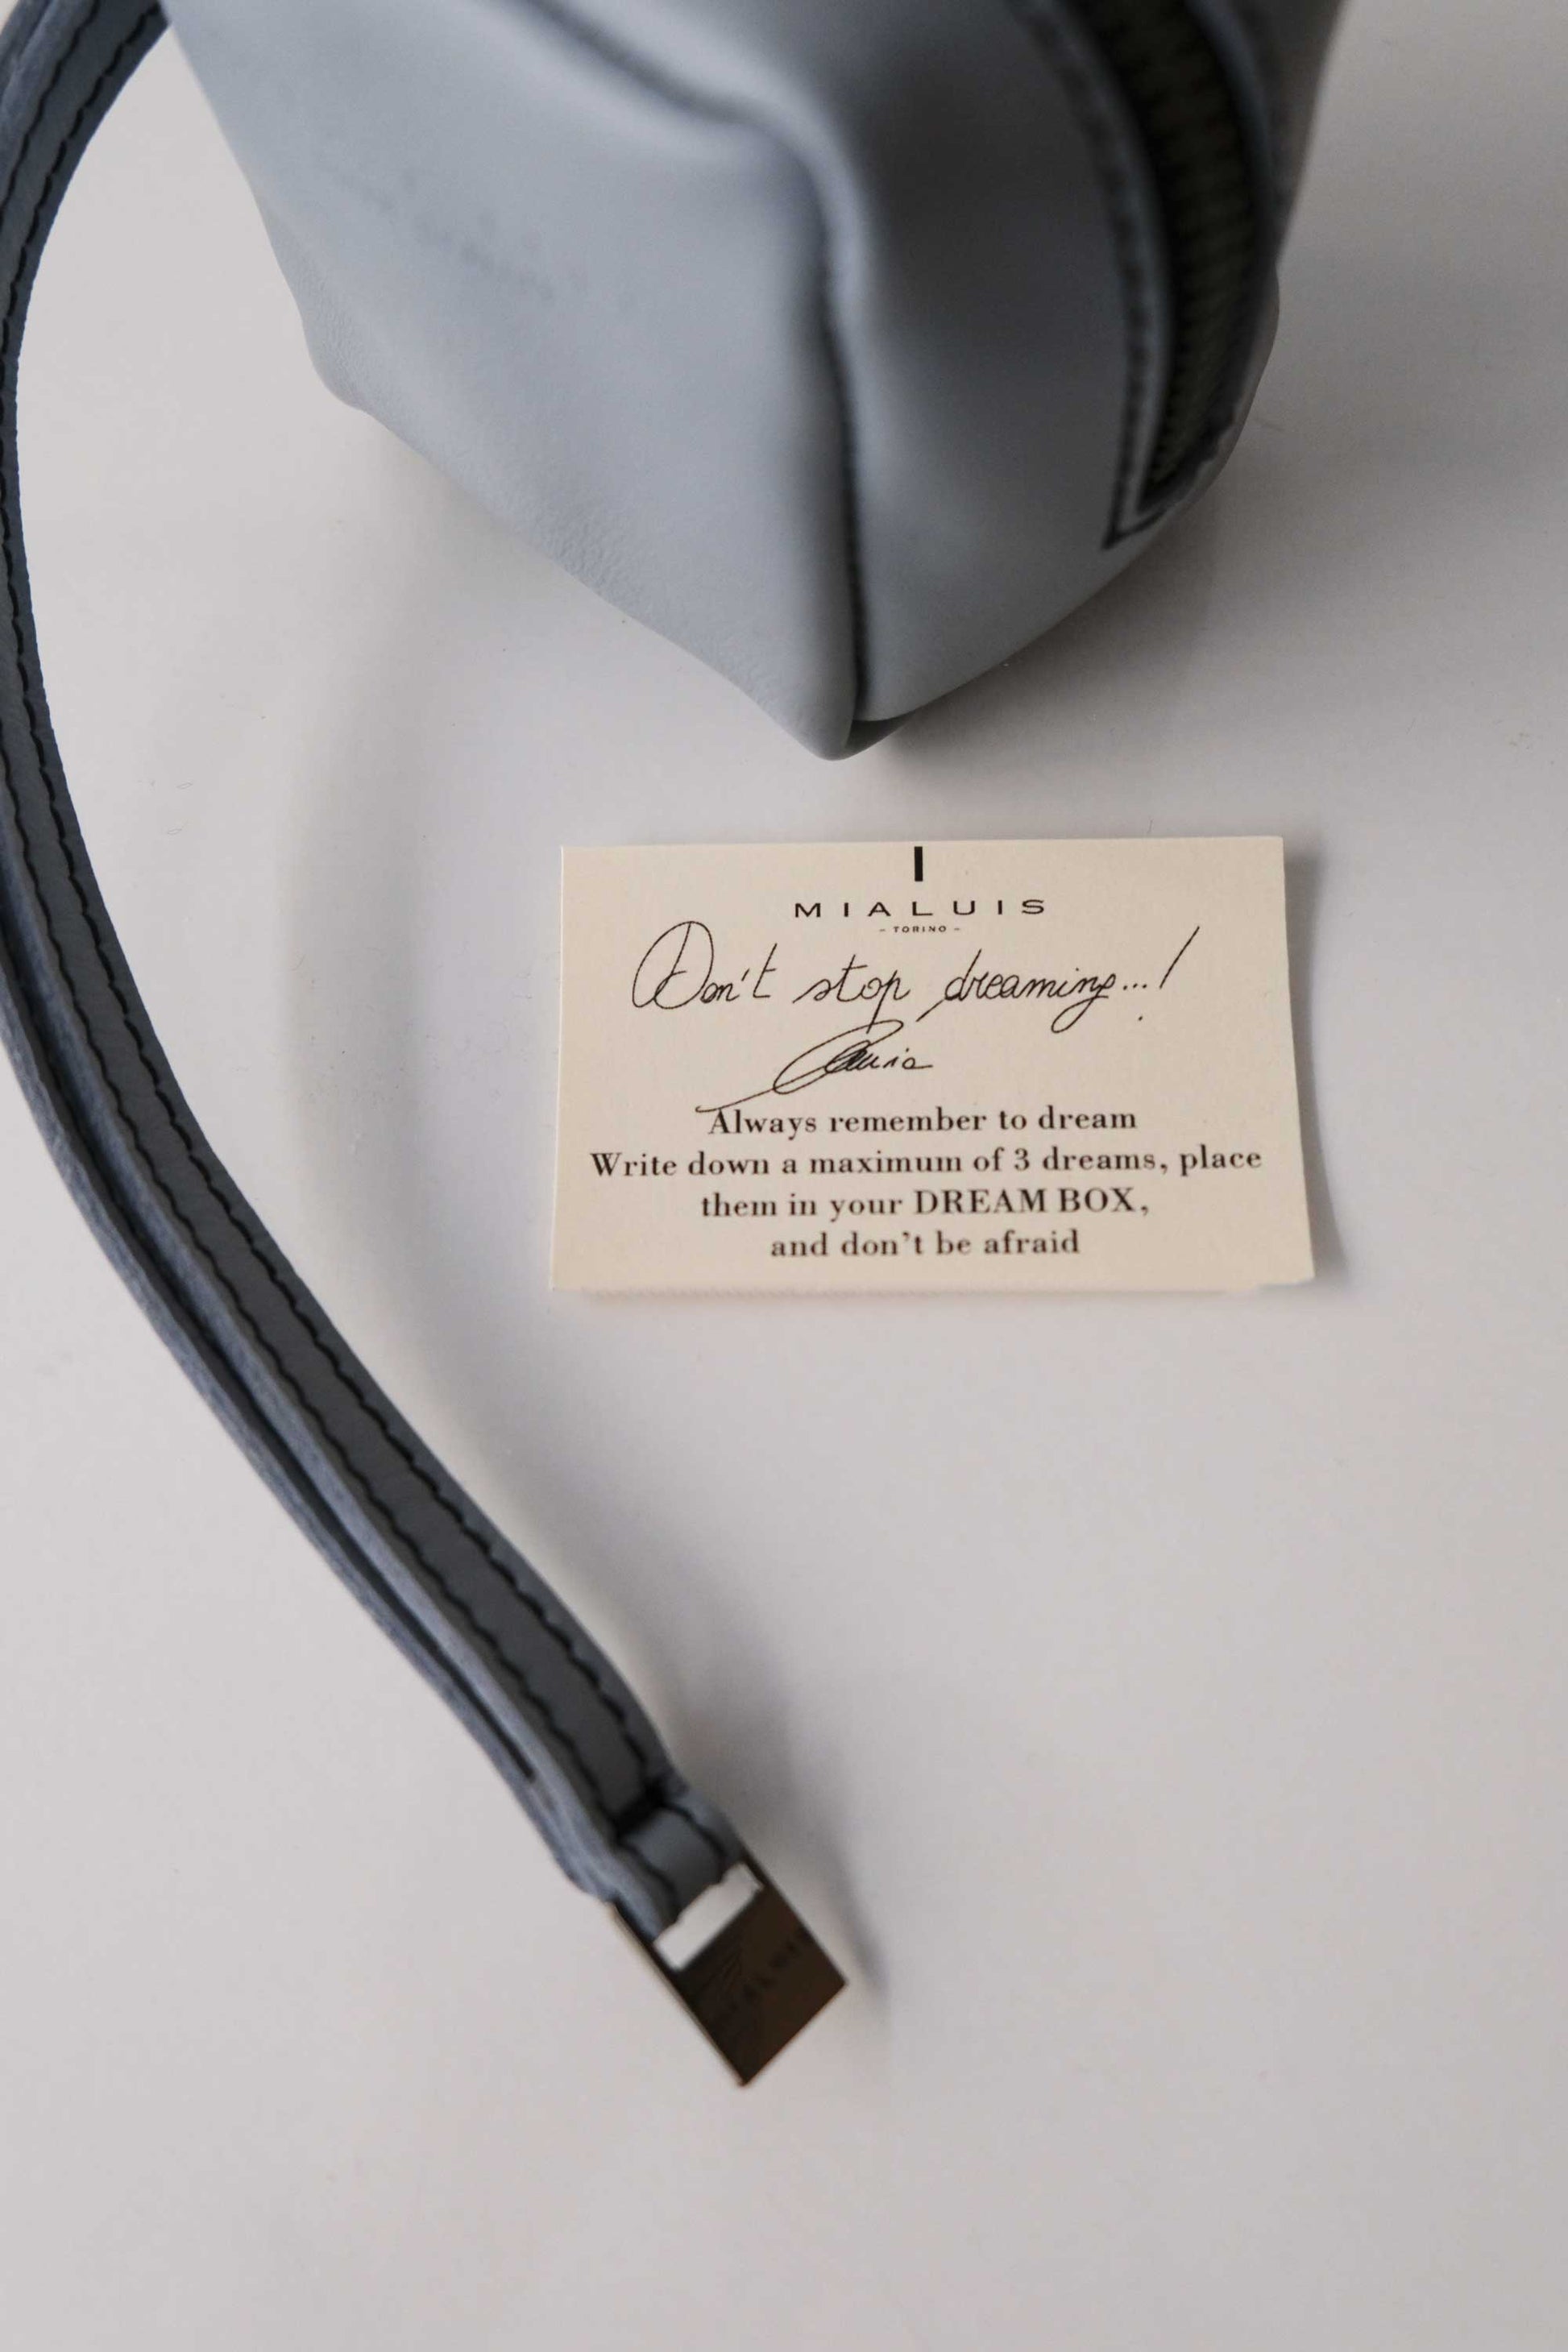 MIALUIS
- TORINO -
Don't stop dreaming...!
Always remember to dream
Write down a maximum of 3 dreams, place
them in your DREAM BOX,
and don't be afraid